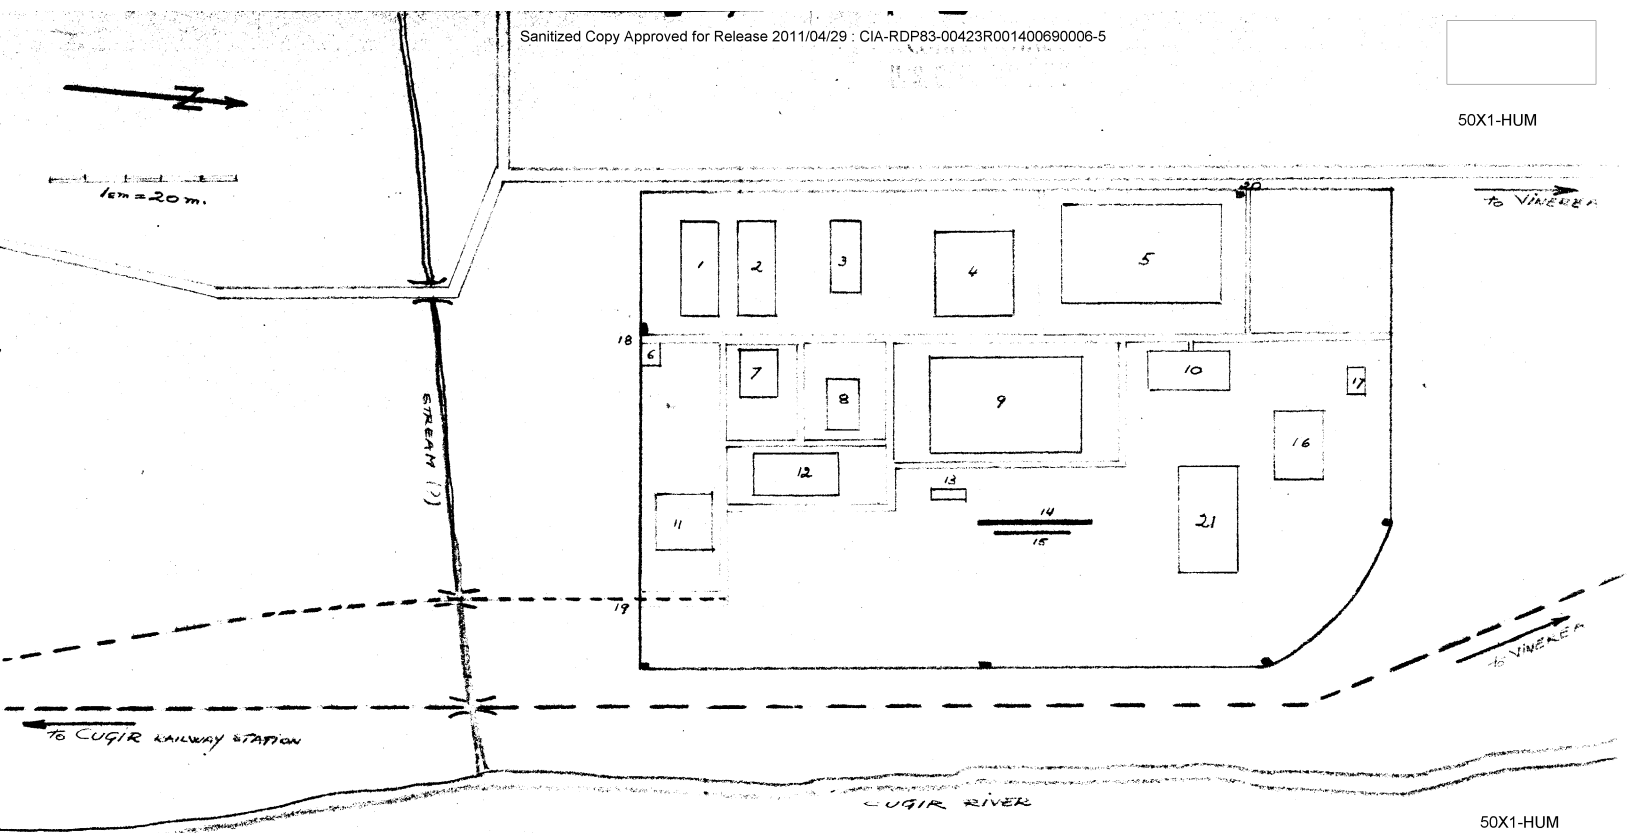 Sanitized Copy Approved for Release 2011/04/29 : CIA-RDP83-00423R001400690006-5
50X1-HUM
N
1cm = 20 m.
20
to VINEREA
1
2
3
4
5
18
6
7
8
9
10
17
STREAM (?)
16
12
13
11
14
15
21
19
to VINEREA
to CUGIR RAILWAY STATION
CUGIR RIVER
50X1-HUM